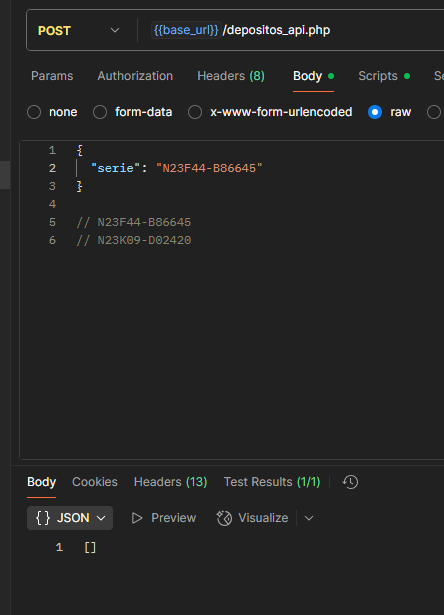 POST {{base_url}} /depositos_api.php
Params Authorization Headers (8) Body Scripts
none form-data x-www-form-urlencoded raw
1 {
2 "serie": "N23F44-B86645"
3 }
4
5 // N23F44-B86645
6 // N23K09-D02420
Body Cookies Headers (13) Test Results (1/1)
{} JSON Preview Visualize
1 []